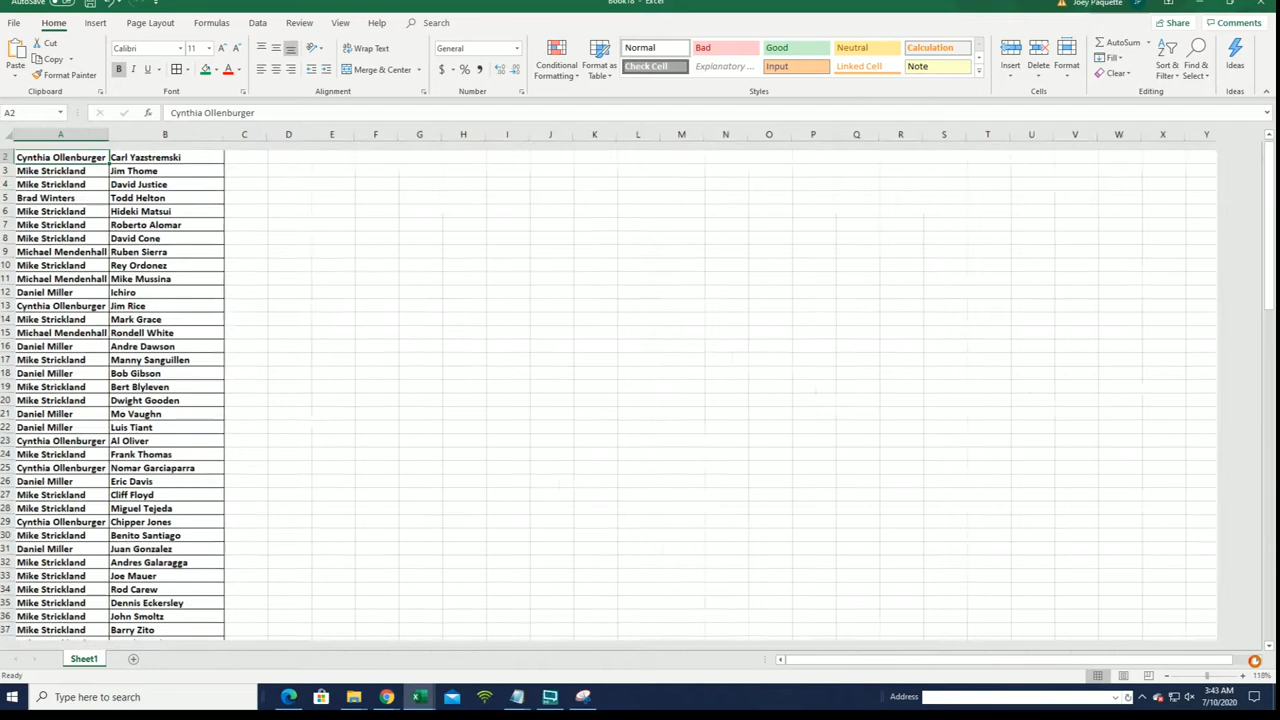 AutoSave Off Book18 - Excel Joey Paquette JP
File Home Insert Page Layout Formulas Data Review View Help Search Share Comments
Paste Cut Copy Format Painter Clipboard
Calibri 11 B I U Font
Wrap Text Merge & Center Alignment
General $ % Number
Conditional Formatting Format as Table
Normal Bad Good Neutral Calculation
Check Cell Explanatory ... Input Linked Cell Note
Styles
Insert Delete Format Cells
AutoSum Fill Clear Sort & Filter Find & Select Editing
Ideas Ideas
A2 fx Cynthia Ollenburger
A B C D E F G H I J K L M N O P Q R S T U V W X Y
2 Cynthia Ollenburger Carl Yazstremski
3 Mike Strickland Jim Thome
4 Mike Strickland David Justice
5 Brad Winters Todd Helton
6 Mike Strickland Hideki Matsui
7 Mike Strickland Roberto Alomar
8 Mike Strickland David Cone
9 Michael Mendenhall Ruben Sierra
10 Mike Strickland Rey Ordonez
11 Michael Mendenhall Mike Mussina
12 Daniel Miller Ichiro
13 Cynthia Ollenburger Jim Rice
14 Mike Strickland Mark Grace
15 Michael Mendenhall Rondell White
16 Daniel Miller Andre Dawson
17 Mike Strickland Manny Sanguillen
18 Daniel Miller Bob Gibson
19 Mike Strickland Bert Blyleven
20 Mike Strickland Dwight Gooden
21 Daniel Miller Mo Vaughn
22 Daniel Miller Luis Tiant
23 Cynthia Ollenburger Al Oliver
24 Mike Strickland Frank Thomas
25 Cynthia Ollenburger Nomar Garciaparra
26 Daniel Miller Eric Davis
27 Mike Strickland Cliff Floyd
28 Mike Strickland Miguel Tejeda
29 Cynthia Ollenburger Chipper Jones
30 Mike Strickland Benito Santiago
31 Daniel Miller Juan Gonzalez
32 Mike Strickland Andres Galaragga
33 Mike Strickland Joe Mauer
34 Mike Strickland Rod Carew
35 Mike Strickland Dennis Eckersley
36 Mike Strickland John Smoltz
37 Mike Strickland Barry Zito
Sheet1
Ready 118%
Type here to search Address 3:43 AM
7/10/2020